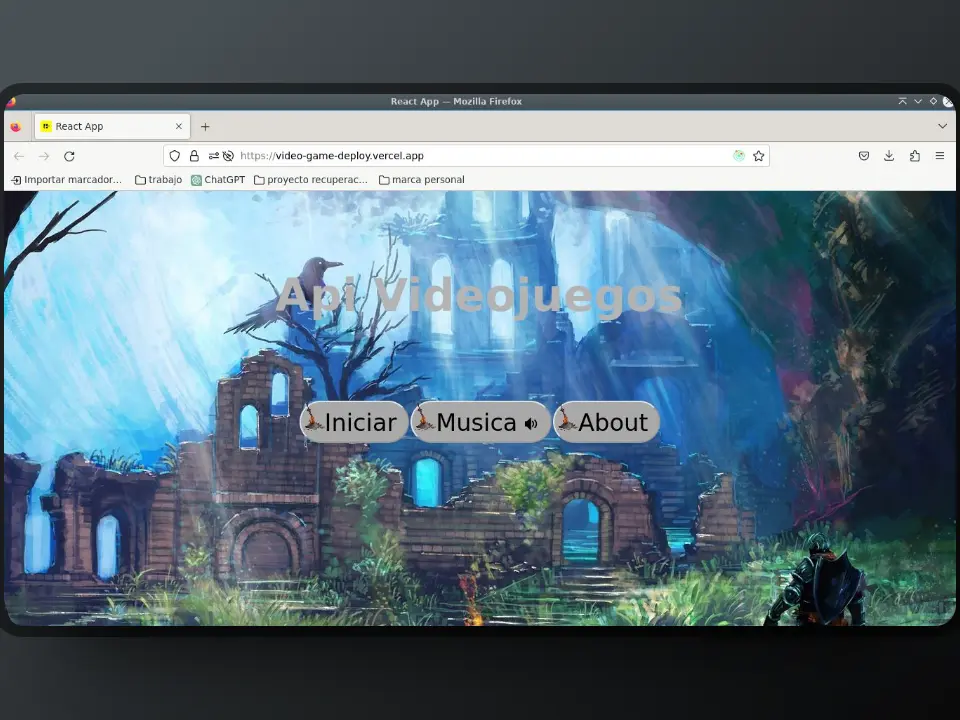 React App — Mozilla Firefox
React App
https://video-game-deploy.vercel.app
Importar marcador... trabajo ChatGPT proyecto recuperac... marca personal
Api Videojuegos
Iniciar Musica About